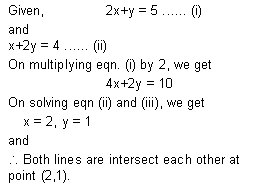 Given, 2x+y = 5 ...... (i)
and
x+2y = 4 ...... (ii)
On multiplying eqn. (i) by 2, we get
4x+2y = 10
On solving eqn (ii) and (iii), we get
x = 2, y = 1
and
∴ Both lines are intersect each other at
point (2,1).